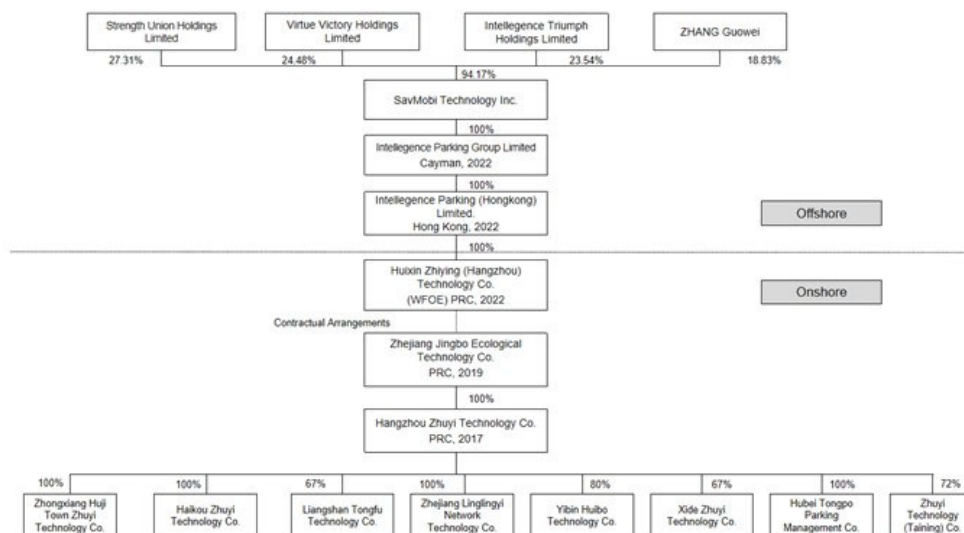 Strength Union Holdings
Limited
Virtue Victory Holdings
Limited
Intellegence Triumph
Holdings Limited
ZHANG Guowei
27.31%
24.48%
23.54%
18.83%
94.17%
SavMobi Technology Inc.
100%
Intellegence Parking Group Limited
Cayman, 2022
100%
Intellegence Parking (Hongkong)
Limited.
Hong Kong, 2022
Offshore
100%
Huixin Zhiying (Hangzhou)
Technology Co.
(WFOE) PRC, 2022
Onshore
Contractual Arrangements
Zhejiang Jingbo Ecological
Technology Co.
PRC, 2019
100%
Hangzhou Zhuyi Technology Co.
PRC, 2017
100%
100%
67%
100%
80%
67%
100%
72%
Zhongxiang Huji
Town Zhuyi
Technology Co.
Haikou Zhuyi
Technology Co.
Liangshan Tongfu
Technology Co.
Zhejiang Linglingyi
Network
Technology Co.
Yibin Huibo
Technology Co.
Xide Zhuyi
Technology Co.
Hubei Tongpo
Parking
Management Co.
Zhuyi
Technology
(Taining) Co.